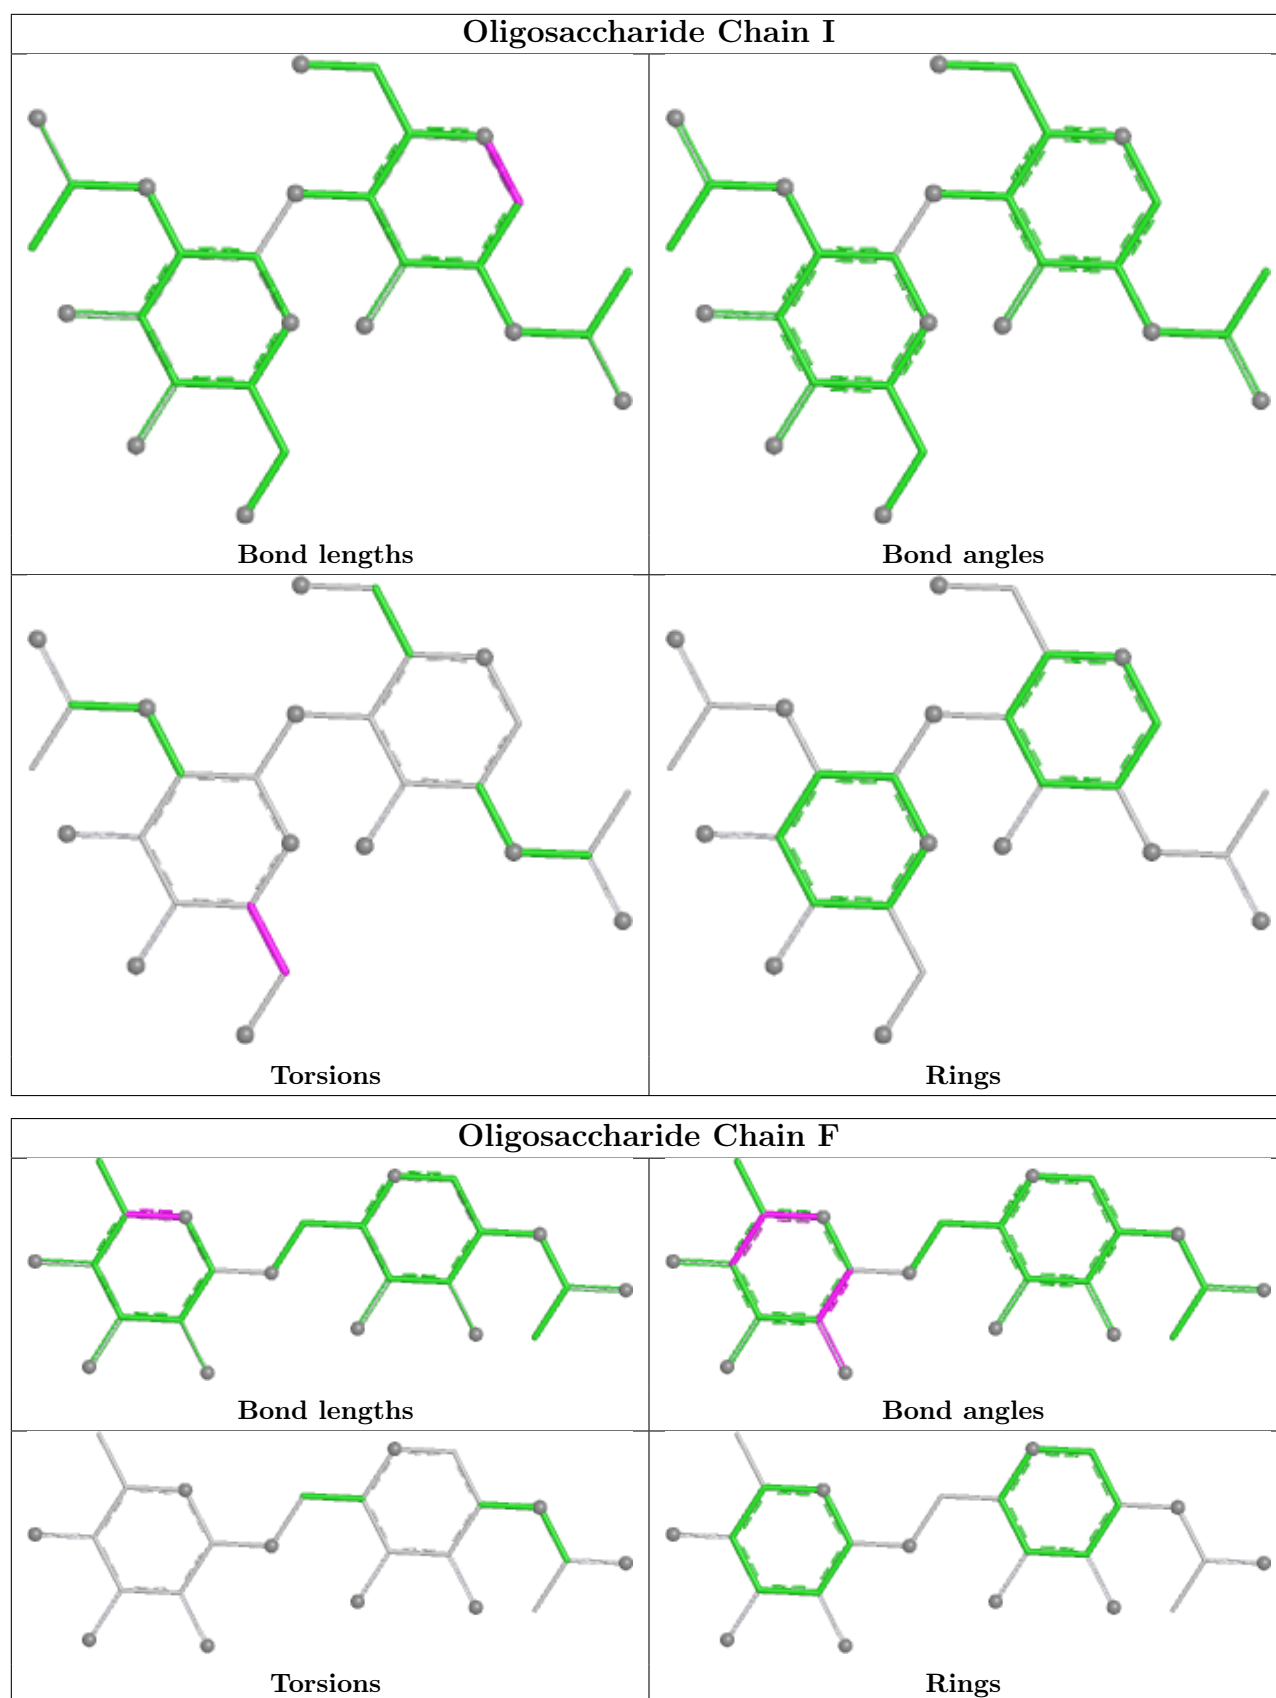 Oligosaccharide Chain I
Bond lengths
Bond angles
Torsions
Rings
Oligosaccharide Chain F
Bond lengths
Bond angles
Torsions
Rings